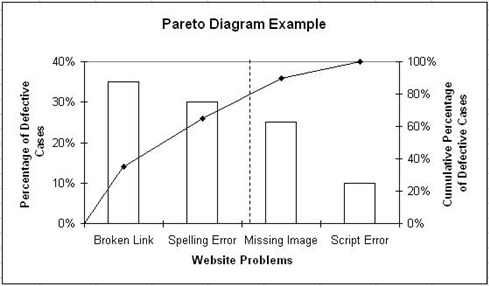 Pareto Diagram Example
Percentage of Defective
Cases
40%
30%
20%
10%
0%
100%
80%
60%
40%
20%
0%
Cumulative Percentage
of Defective Cases
Broken Link
Spelling Error
Missing Image
Script Error
Website Problems